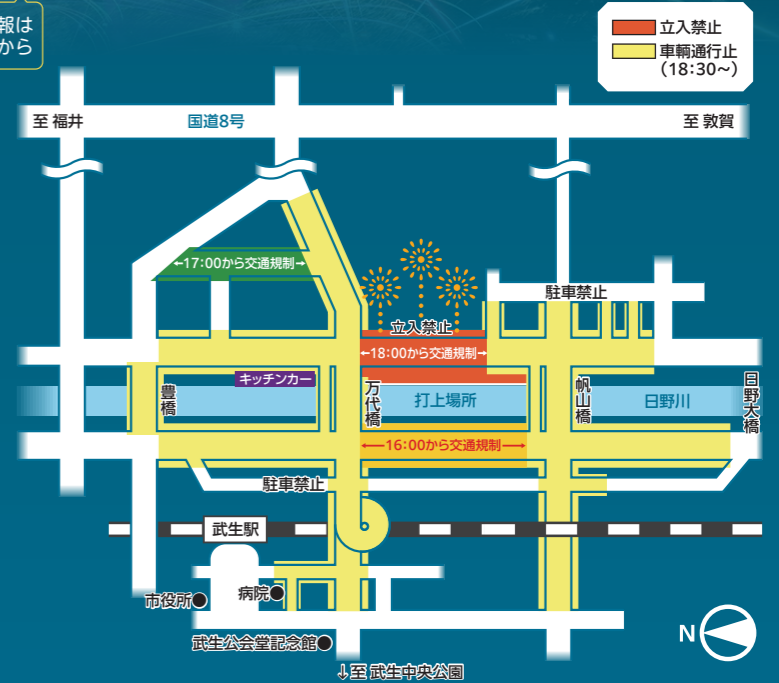 報は
から
立入禁止
車輌通行止
(18:30～)
至 福井
国道8号
至 敦賀
←17:00から交通規制→
駐車禁止
立入禁止
←18:00から交通規制→
キッチンカー
豊橋
万代橋
打上場所
帆山橋
日野川
日野大橋
←16:00から交通規制→
駐車禁止
武生駅
市役所●
病院●
武生公会堂記念館●
↓至 武生中央公園
N